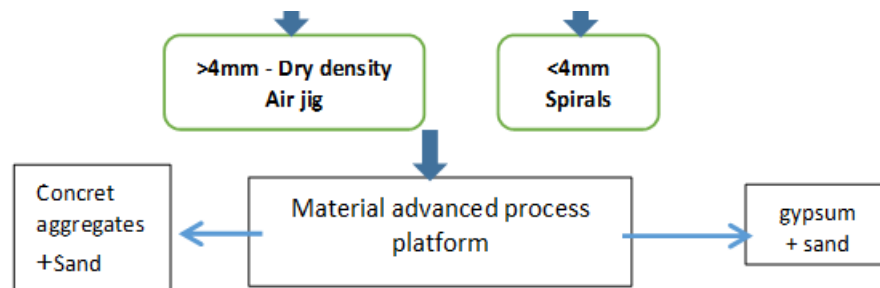 >4mm - Dry density
Air jig
<4mm
Spirals
Concret
aggregates
+Sand
Material advanced process
platform
gypsum
+ sand